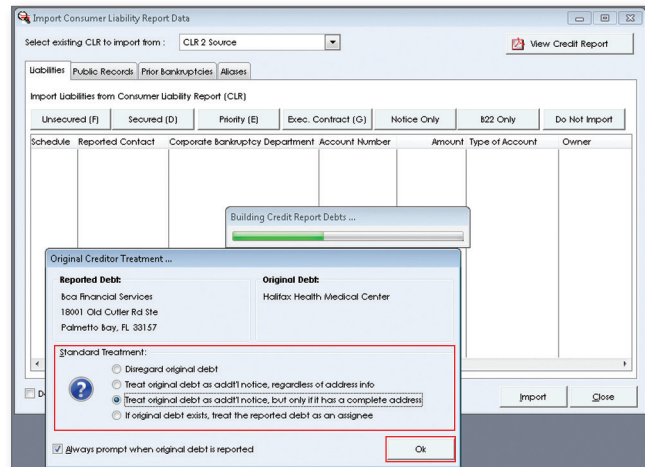 Import Consumer Liability Report Data
Select existing CLR to import from : CLR 2 Source View Credit Report
Liabilities Public Records Prior Bankruptcies Aliases
Import Liabilities from Consumer Liability Report (CLR)
Unsecured (F) Secured (D) Priority (E) Exec. Contract (G) Notice Only B22 Only Do Not Import
Schedule Reported Contact Corporate Bankruptcy Department Account Number Amount Type of Account Owner
Building Credit Report Debts ...
Original Creditor Treatment ...
Reported Debt: Original Debt:
Bca Financial Services Halifax Health Medical Center
18001 Old Cutler Rd Ste
Palmetto Bay, FL 33157
Standard Treatment:
Disregard original debt
Treat original debt as addt'l notice, regardless of address info
Treat original debt as addt'l notice, but only if it has a complete address
If original debt exists, treat the reported debt as an assignee
Import Close
Always prompt when original debt is reported Ok